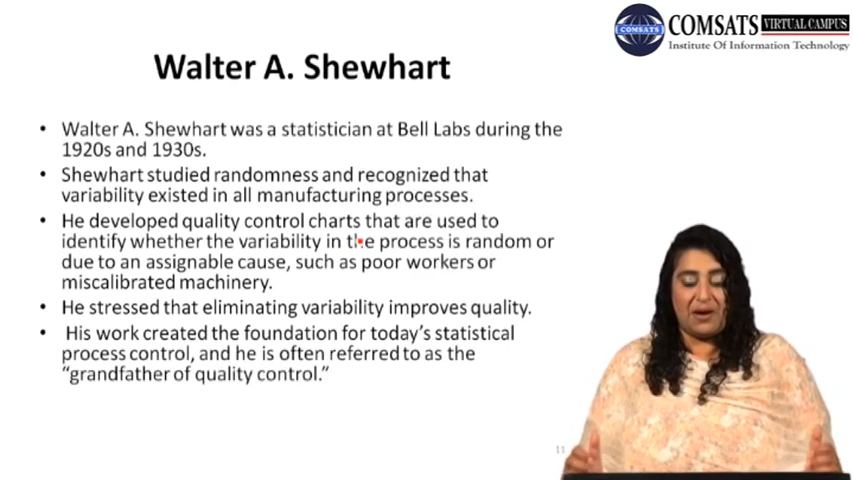 COMSATS VIRTUAL CAMPUS
COMSATS
Institute Of Information Technology
Walter A. Shewhart
• Walter A. Shewhart was a statistician at Bell Labs during the
1920s and 1930s.
• Shewhart studied randomness and recognized that
variability existed in all manufacturing processes.
• He developed quality control charts that are used to
identify whether the variability in the process is random or
due to an assignable cause, such as poor workers or
miscalibrated machinery.
• He stressed that eliminating variability improves quality.
• His work created the foundation for today's statistical
process control, and he is often referred to as the
“grandfather of quality control.”
11